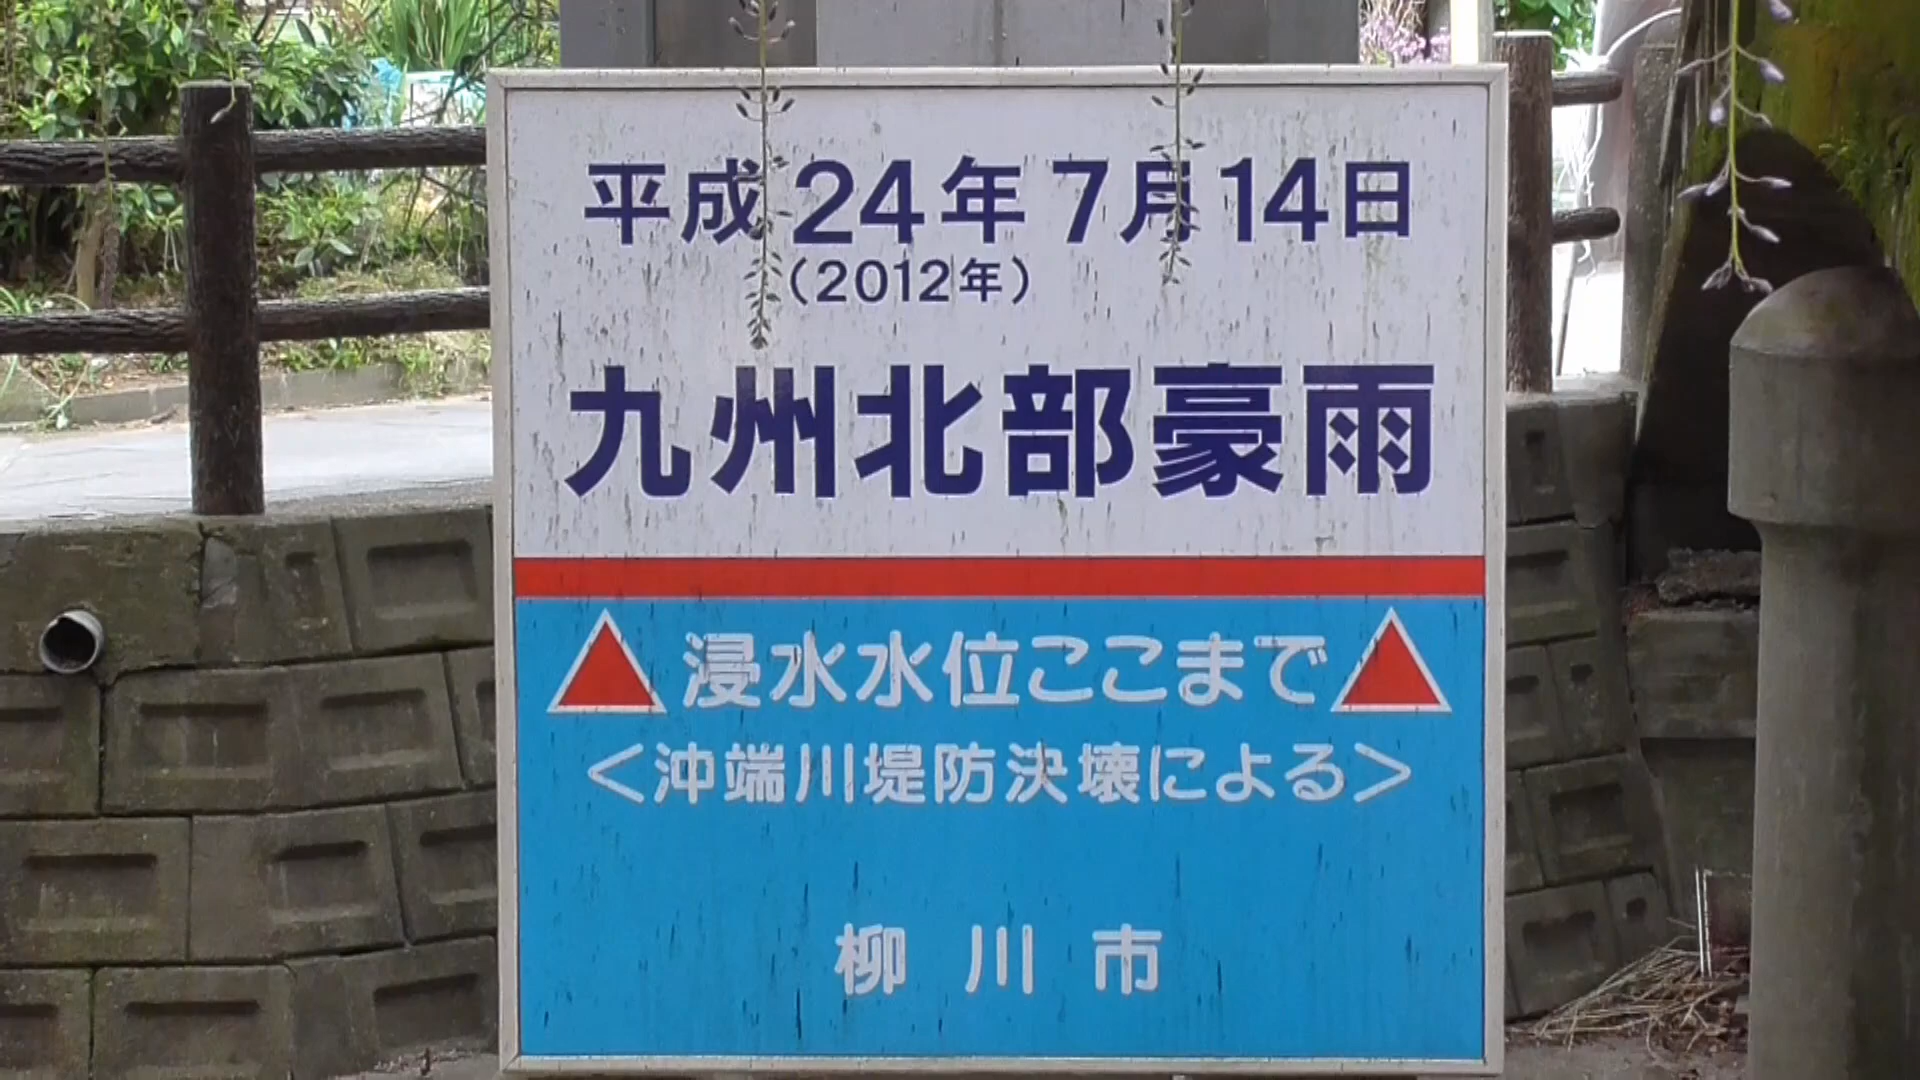 平成24年7月14日
（2012年）
九州北部豪雨
浸水水位ここまで
＜沖端川堤防決壊による＞
柳川市